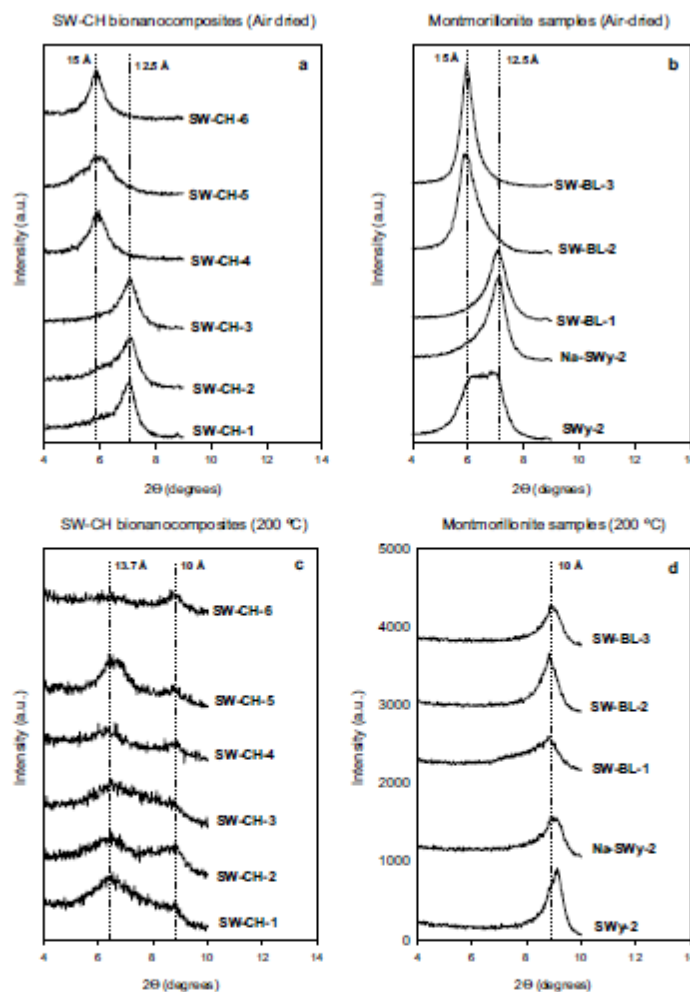 SW-CH bionanocomposites (Air dried)
15 Å
12.5 Å
a
SW-CH-6
SW-CH-5
SW-CH-4
SW-CH-3
SW-CH-2
SW-CH-1
Intensity (a.u.)
4 6 8 10 12 14
2Θ (degrees)
Montmorillonite samples (Air-dried)
15 Å
12.5 Å
b
SW-BL-3
SW-BL-2
SW-BL-1
Na-SWy-2
SWy-2
Intensity (a.u.)
4 6 8 10 12 14
2Θ (degrees)
SW-CH bionanocomposites (200 ºC)
13.7 Å
10 Å
c
SW-CH-6
SW-CH-5
SW-CH-4
SW-CH-3
SW-CH-2
SW-CH-1
Intensity (a.u.)
4 6 8 10 12 14
2Θ (degrees)
Montmorillonite samples (200 ºC)
5000
4000
3000
2000
1000
0
10 Å
d
SW-BL-3
SW-BL-2
SW-BL-1
Na-SWy-2
SWy-2
Intensity (a.u.)
4 6 8 10 12 14
2Θ (degrees)